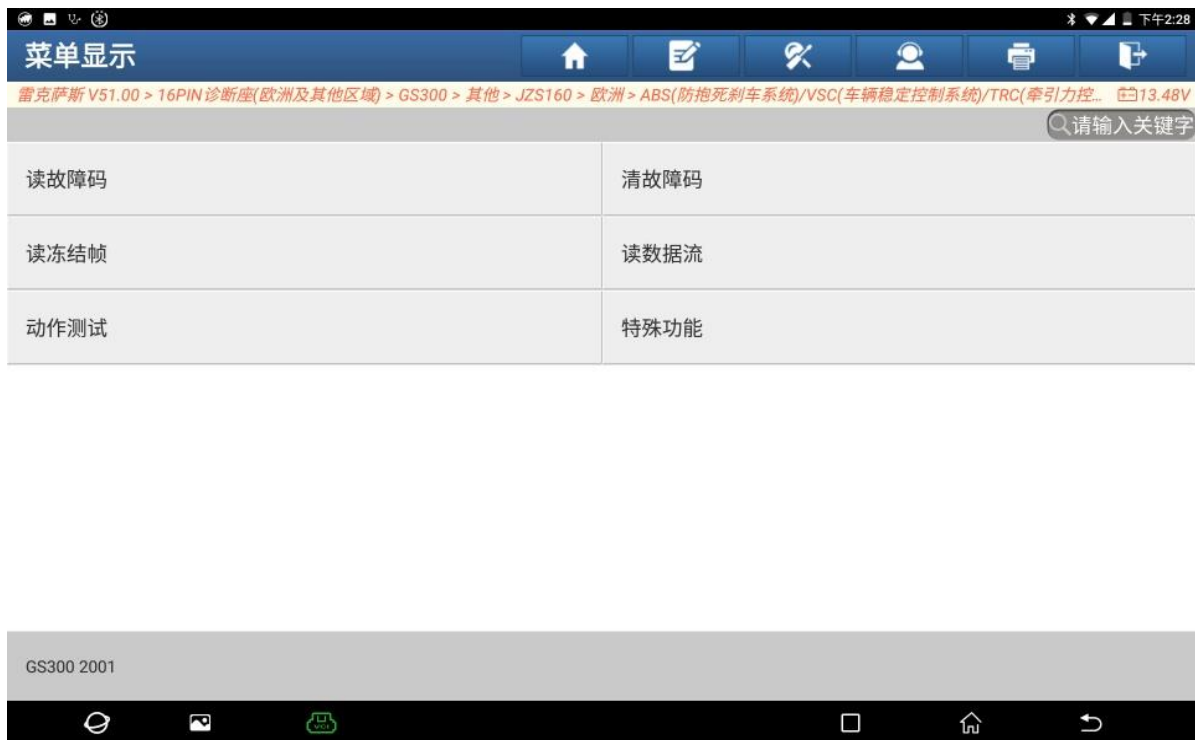 下午2:28
菜单显示
雷克萨斯 V51.00 > 16PIN诊断座(欧洲及其他区域) > GS300 > 其他 > JZS160 > 欧洲 > ABS(防抱死刹车系统)/VSC(车辆稳定控制系统)/TRC(牵引力控... 13.48V
请输入关键字
读故障码 清故障码
读冻结帧 读数据流
动作测试 特殊功能
GS300 2001
VCI